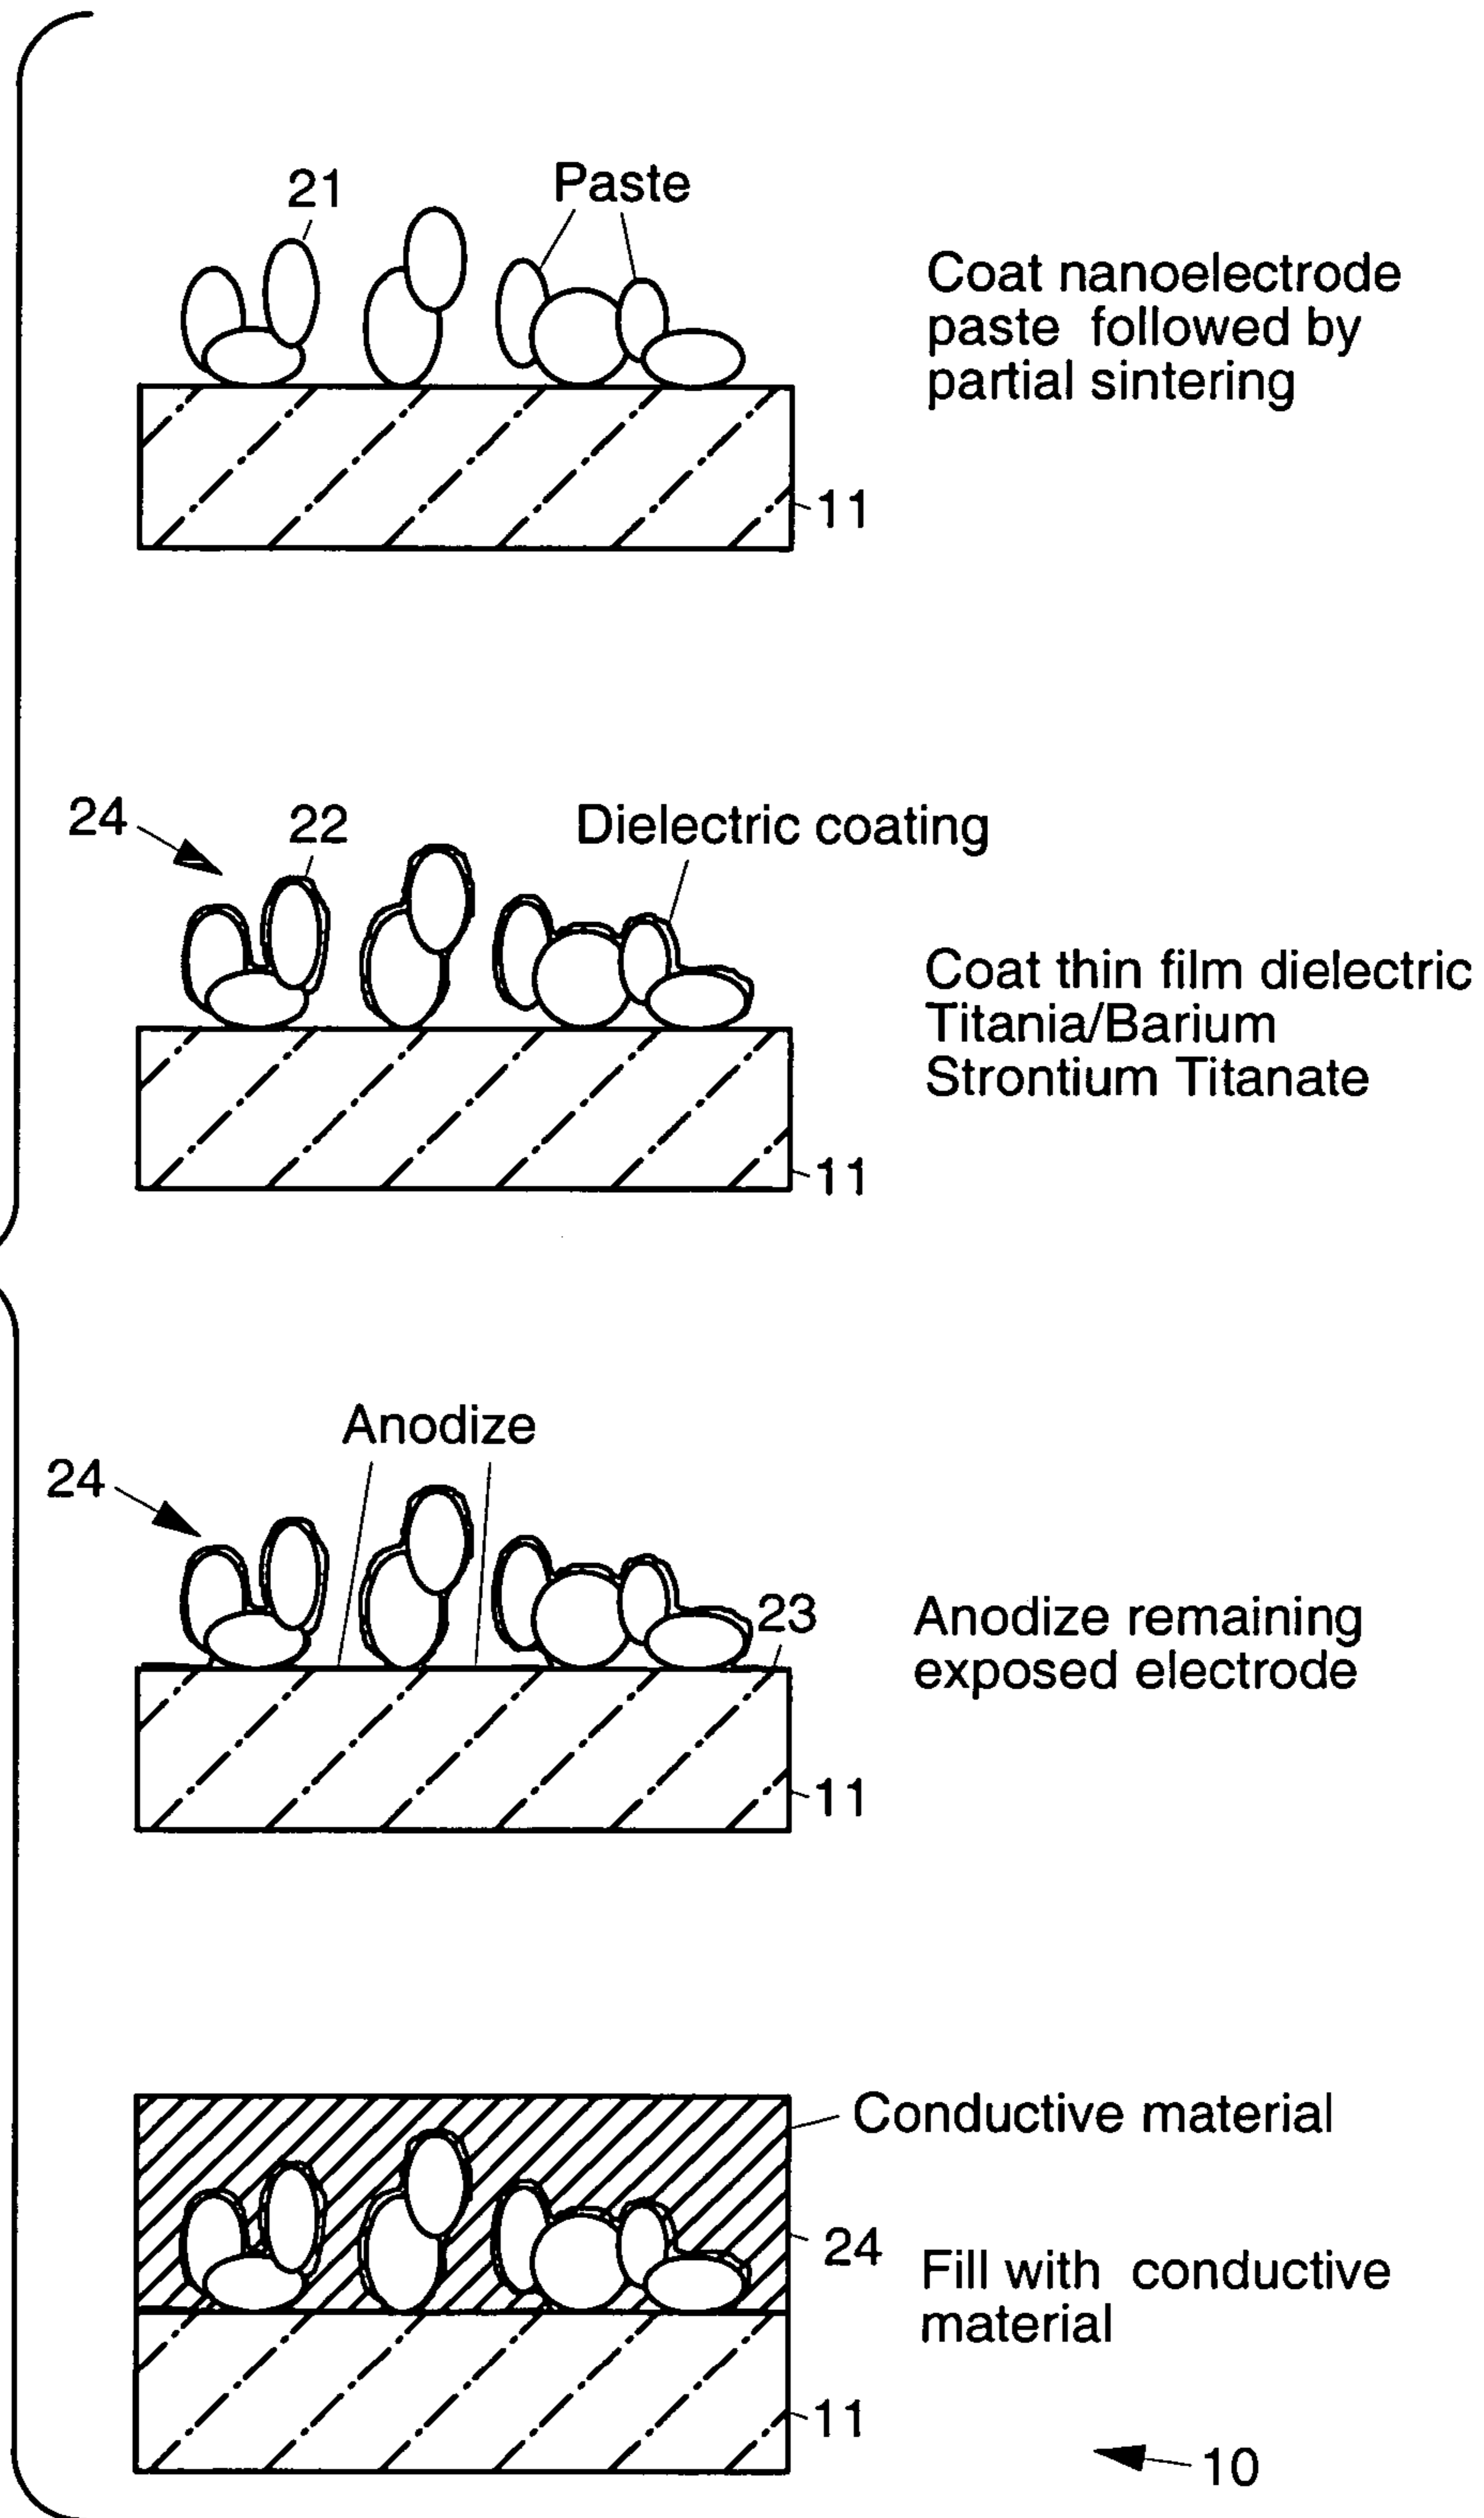 21
Paste
Coat nanoelectrode
paste followed by
partial sintering
11
24
22
Dielectric coating
Coat thin film dielectric
Titania/Barium
Strontium Titanate
11
Anodize
24
23
Anodize remaining
exposed electrode
11
Conductive material
24
Fill with conductive
material
11
10